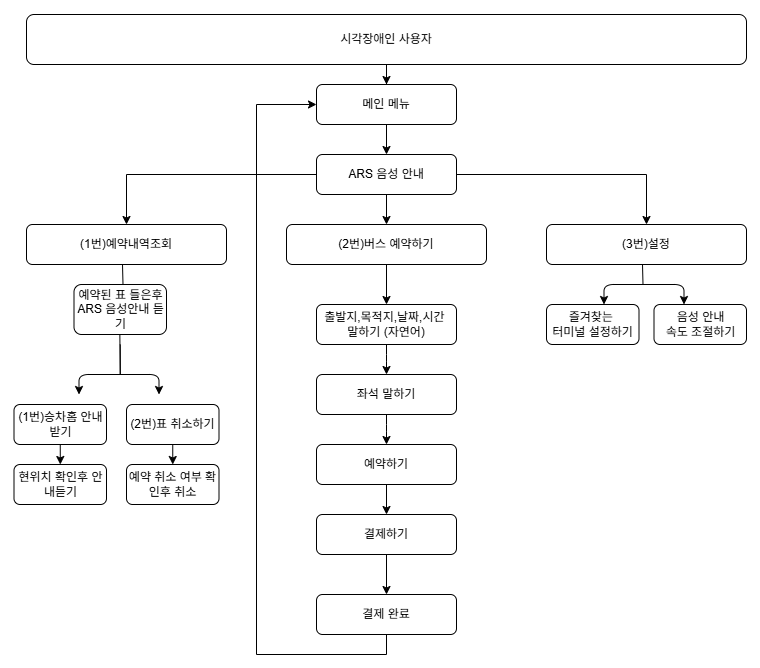 시각장애인 사용자
메인 메뉴
ARS 음성 안내
(1번)예약내역조회
(2번)버스 예약하기
(3번)설정
예약된 표 들은후
ARS 음성안내 듣
기
출발지,목적지,날짜,시간
말하기 (자연어)
즐겨찾는
터미널 설정하기
음성 안내
속도 조절하기
좌석 말하기
(1번)승차홈 안내
받기
(2번)표 취소하기
예약하기
현위치 확인후 안
내듣기
예약 취소 여부 확
인후 취소
결제하기
결제 완료